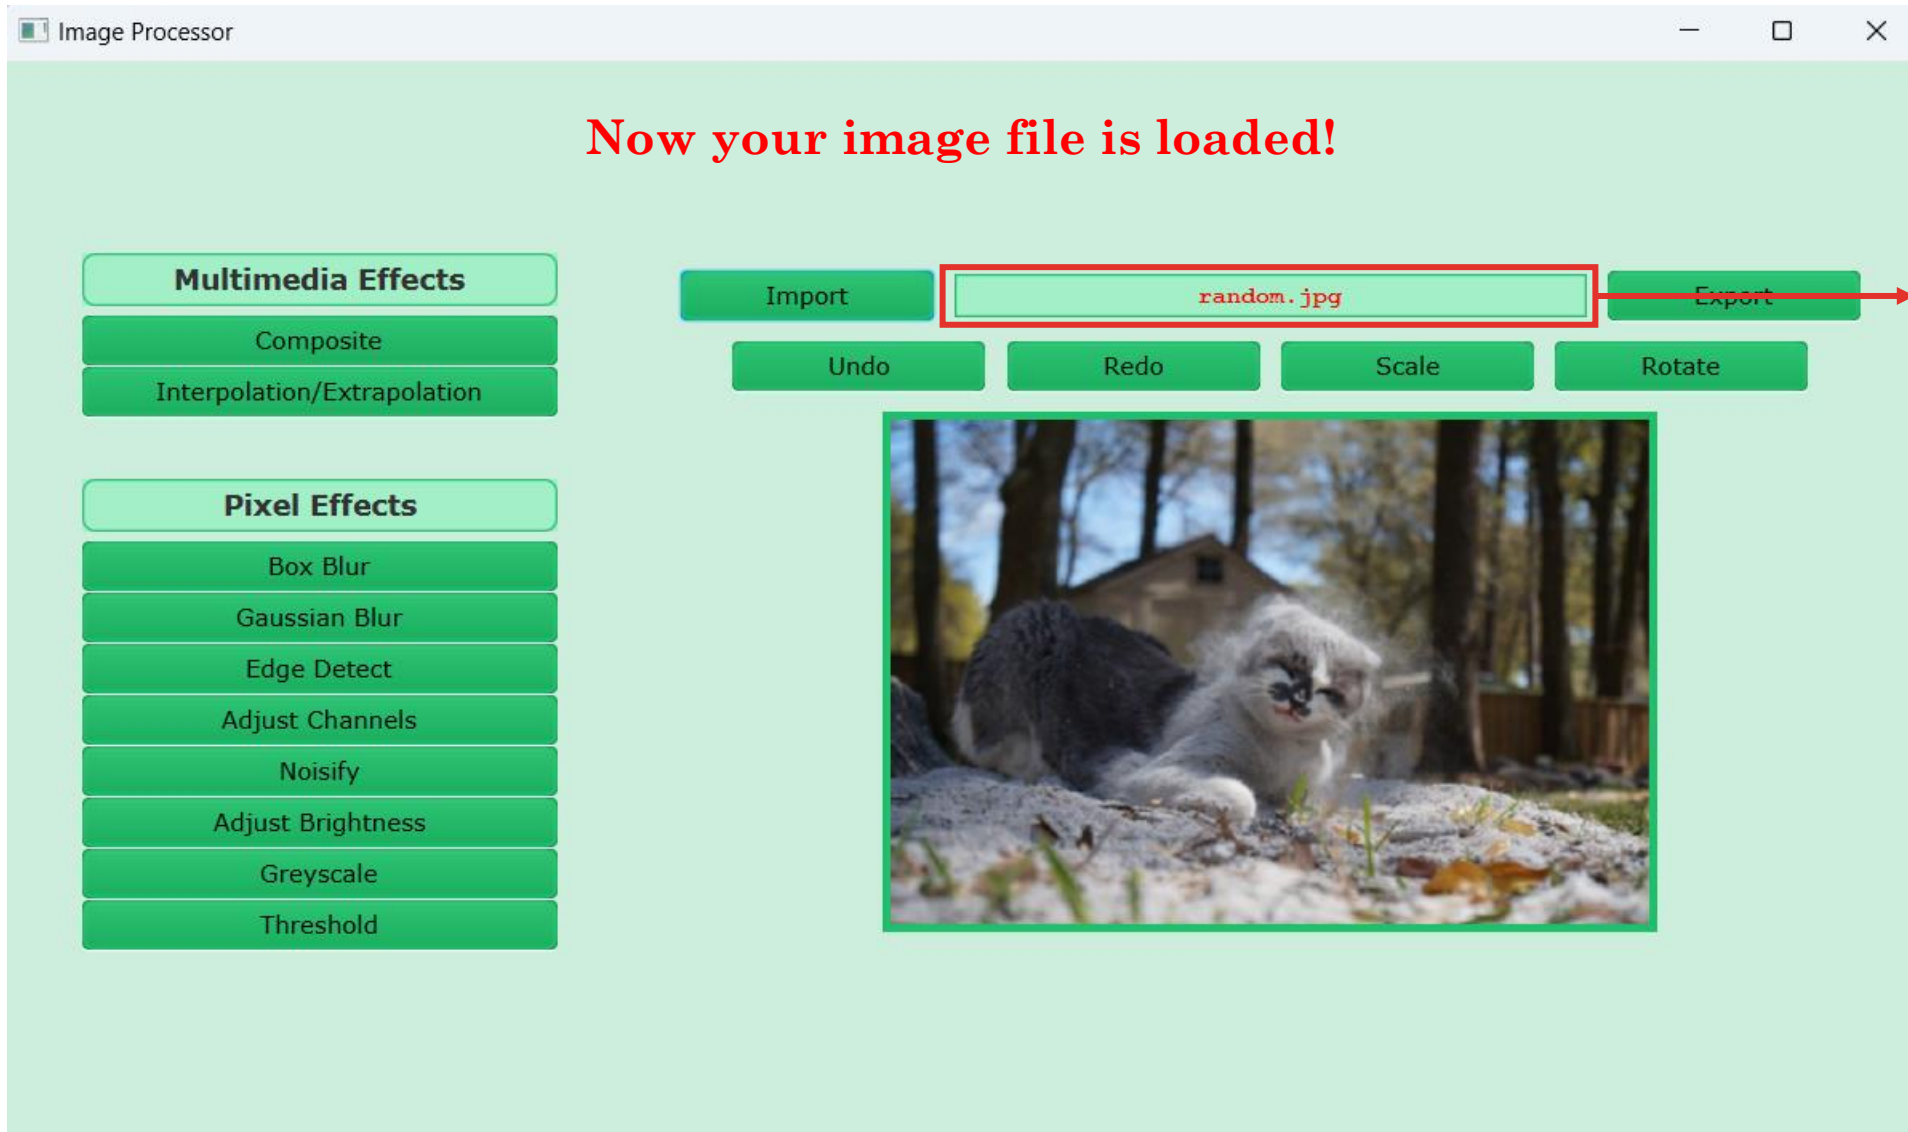 Image Processor
Now your image file is loaded!
Multimedia Effects
Composite
Interpolation/Extrapolation
Pixel Effects
Box Blur
Gaussian Blur
Edge Detect
Adjust Channels
Noisify
Adjust Brightness
Greyscale
Threshold
Import
random.jpg
Export
Undo
Redo
Scale
Rotate